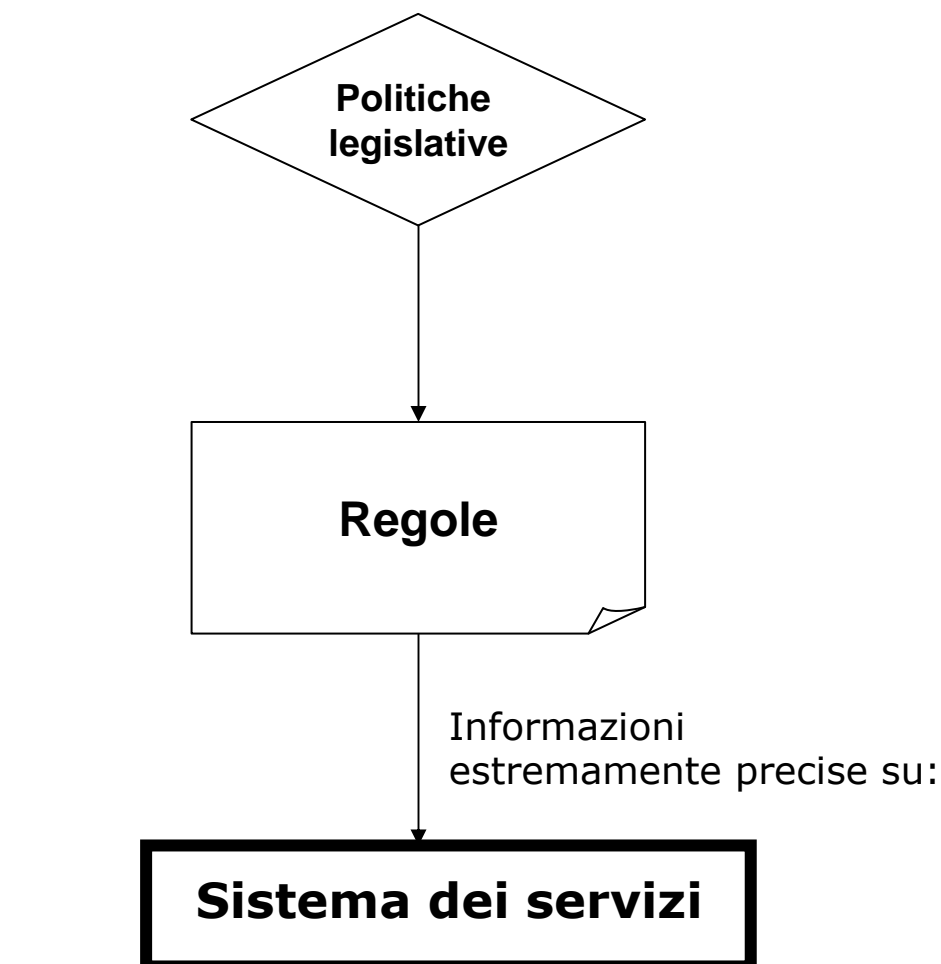 Politiche
legislative
Regole
Informazioni
estremamente precise su:
Sistema dei servizi